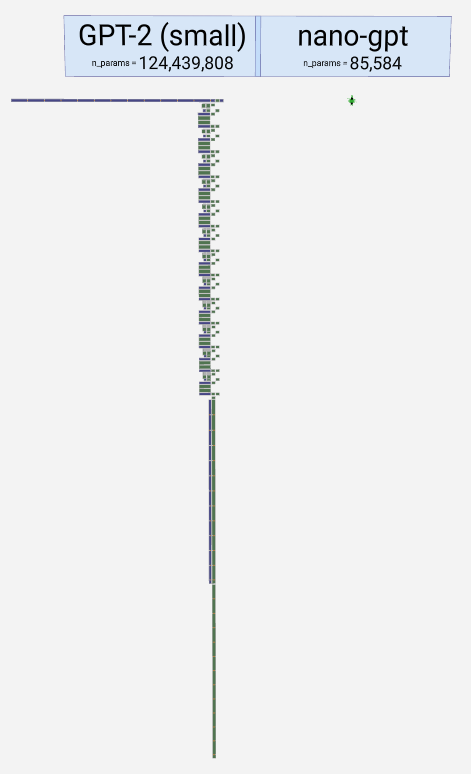 GPT-2 (small)
n_params = 124,439,808
nano-gpt
n_params = 85,584